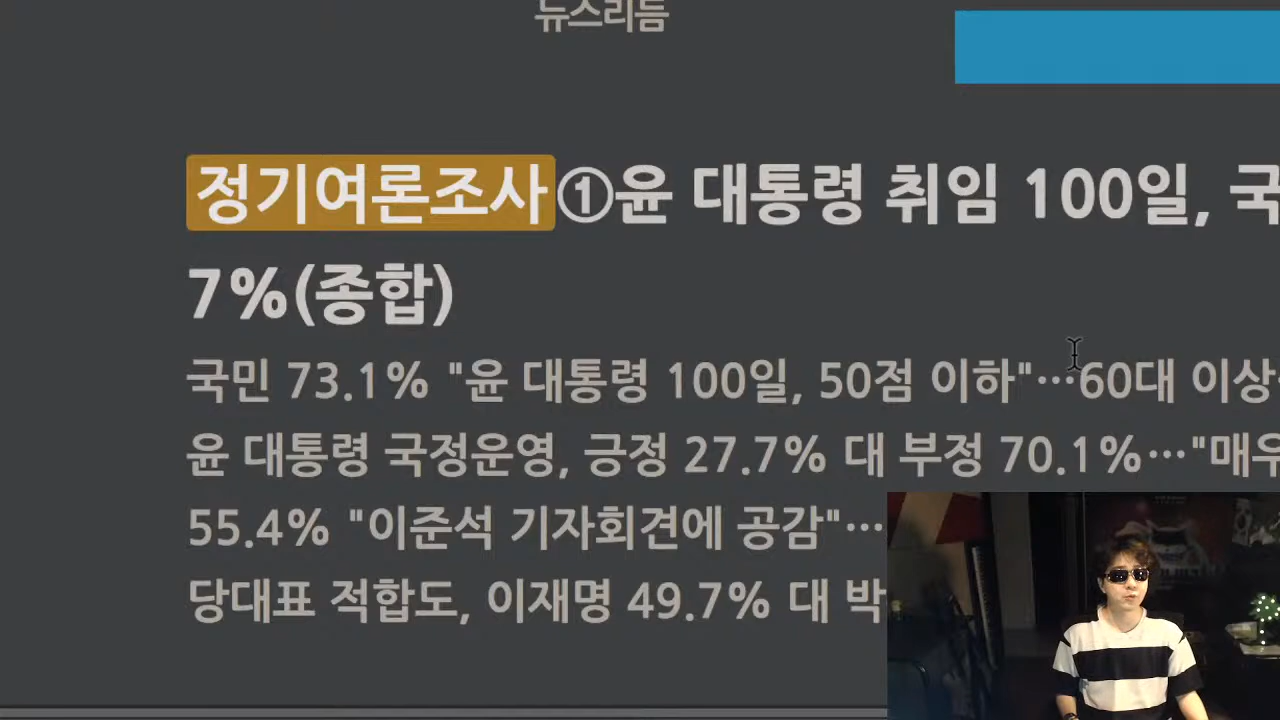 뉴스리듬
정기여론조사①윤 대통령 취임 100일, 국
7%(종합)
국민 73.1% "윤 대통령 100일, 50점 이하"…60대 이상
윤 대통령 국정운영, 긍정 27.7% 대 부정 70.1%…"매우
55.4% "이준석 기자회견에 공감"…
당대표 적합도, 이재명 49.7% 대 박